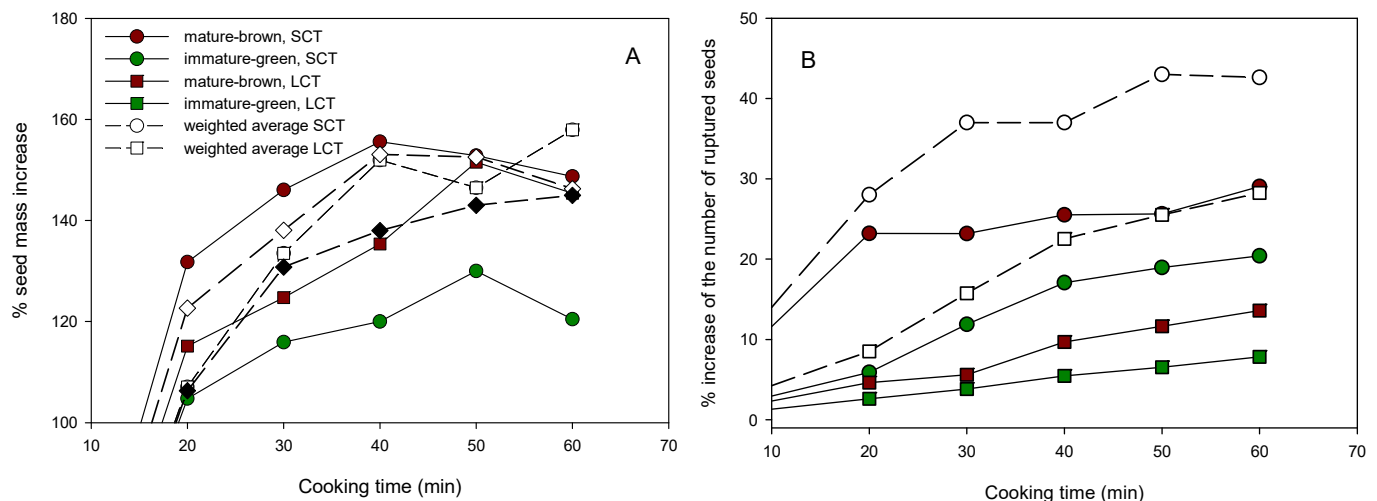 180
160
140
120
100
% seed mass increase
mature-brown, SCT
immature-green, SCT
mature-brown, LCT
immature-green, LCT
weighted average SCT
weighted average LCT
A
10 20 30 40 50 60 70
Cooking time (min)
50
40
30
20
10
0
% increase of the number of ruptured seeds
B
10 20 30 40 50 60 70
Cooking time (min)